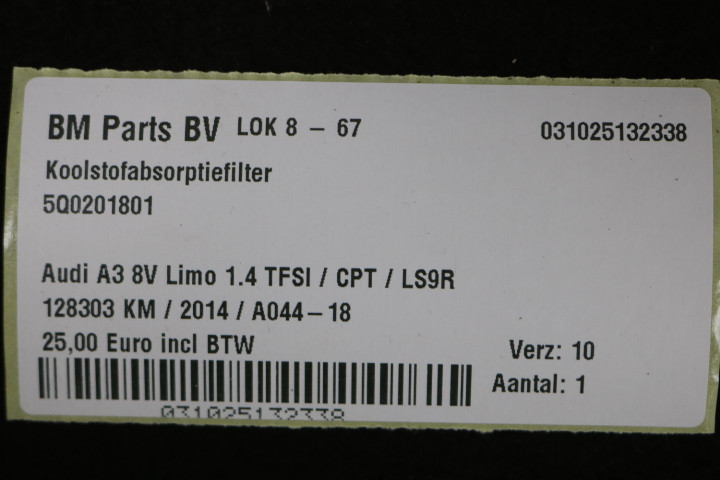 BM Parts BV LOK 8 - 67 031025132338
Koolstofabsorptiefilter
5Q0201801
Audi A3 8V Limo 1.4 TFSI / CPT / LS9R
128303 KM / 2014 / A044-18
25,00 Euro incl BTW
Verz: 10
Aantal: 1
031025132338